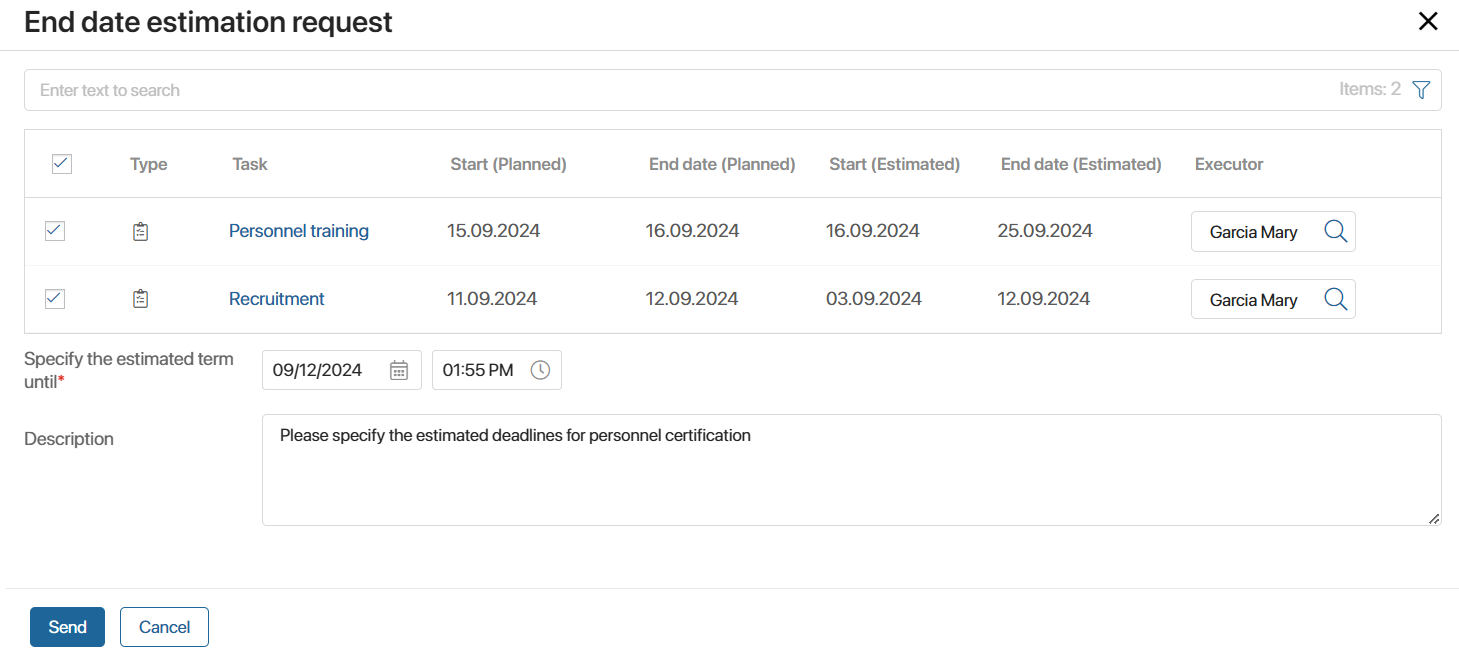 End date estimation request
Enter text to search Items: 2
Type Task Start (Planned) End date (Planned) Start (Estimated) End date (Estimated) Executor
Personnel training 15.09.2024 16.09.2024 16.09.2024 25.09.2024 Garcia Mary
Recruitment 11.09.2024 12.09.2024 03.09.2024 12.09.2024 Garcia Mary
Specify the estimated term
until* 09/12/2024 01:55 PM
Description Please specify the estimated deadlines for personnel certification
Send Cancel